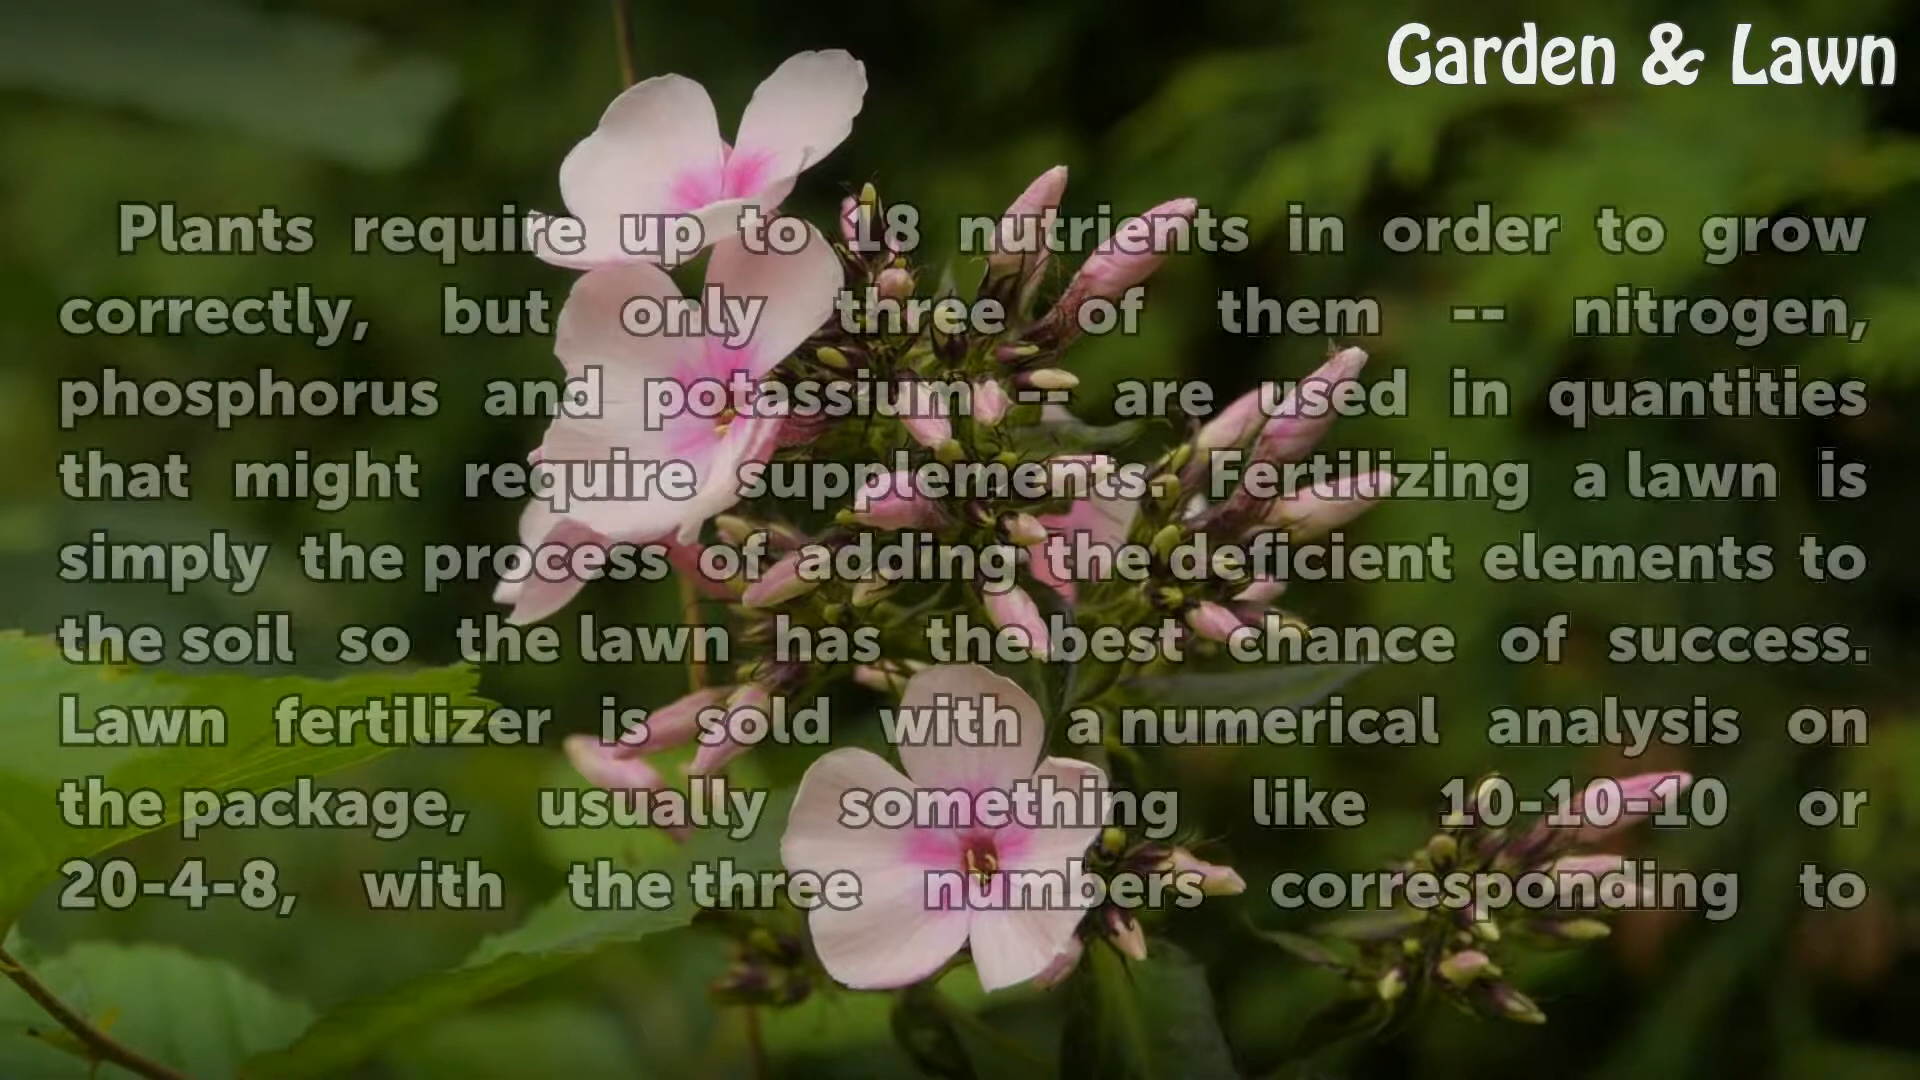 Garden & Lawn
Plants require up to 18 nutrients in order to grow
correctly, but only three of them -- nitrogen,
phosphorus and potassium -- are used in quantities
that might require supplements. Fertilizing a lawn is
simply the process of adding the deficient elements to
the soil so the lawn has the best chance of success.
Lawn fertilizer is sold with a numerical analysis on
the package, usually something like 10-10-10 or
20-4-8, with the three numbers corresponding to